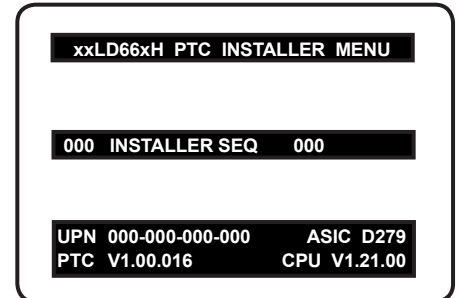 xxLD66xH PTC INSTALLER MENU
000 INSTALLER SEQ 000
UPN 000-000-000-000 ASIC D279
PTC V1.00.016 CPU V1.21.00